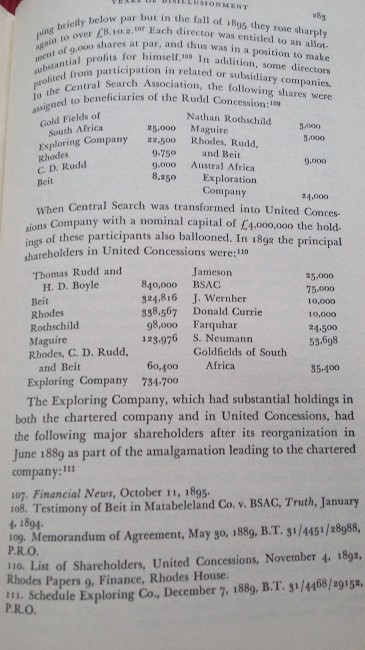 YEARS OF DISILLUSIONMENT 285
ping briefly below par but in the fall of 1895 they rose sharply
again to over £8.10.2.107 Each director was entitled to an allot-
ment of 9,000 shares at par, and thus was in a position to make
substantial profits for himself.108 In addition, some directors
profited from participation in related or subsidiary companies.
In the Central Search Association, the following shares were
assigned to beneficiaries of the Rudd Concession:109
Gold Fields of
South Africa 25,000
Exploring Company 22,500
Rhodes 9,750
C. D. Rudd 9,000
Beit 8,250
Nathan Rothschild 3,000
Maguire 3,000
Rhodes, Rudd,
and Beit 9,000
Austral Africa
Exploration
Company 24,000
When Central Search was transformed into United Conces-
sions Company with a nominal capital of £4,000,000 the hold-
ings of these participants also ballooned. In 1892 the principal
shareholders in United Concessions were:110
Thomas Rudd and
H. D. Boyle 840,000
Beit 324,816
Rhodes 338,567
Rothschild 98,000
Maguire 123,976
Rhodes, C. D. Rudd,
and Beit 60,400
Exploring Company 734,700
Jameson 25,000
BSAC 75,000
J. Wernher 10,000
Donald Currie 10,000
Farquhar 24,500
S. Neumann 53,698
Goldfields of South
Africa 35,400
The Exploring Company, which had substantial holdings in
both the chartered company and in United Concessions, had
the following major shareholders after its reorganization in
June 1889 as part of the amalgamation leading to the chartered
company:111
107. Financial News, October 11, 1895.
108. Testimony of Beit in Matabeleland Co. v. BSAC, Truth, January
4, 1894.
109. Memorandum of Agreement, May 30, 1889, B.T. 31/4451/28988,
P.R.O.
110. List of Shareholders, United Concessions, November 4, 1892,
Rhodes Papers 9, Finance, Rhodes House.
111. Schedule Exploring Co., December 7, 1889, B.T. 31/4468/29152,
P.R.O.